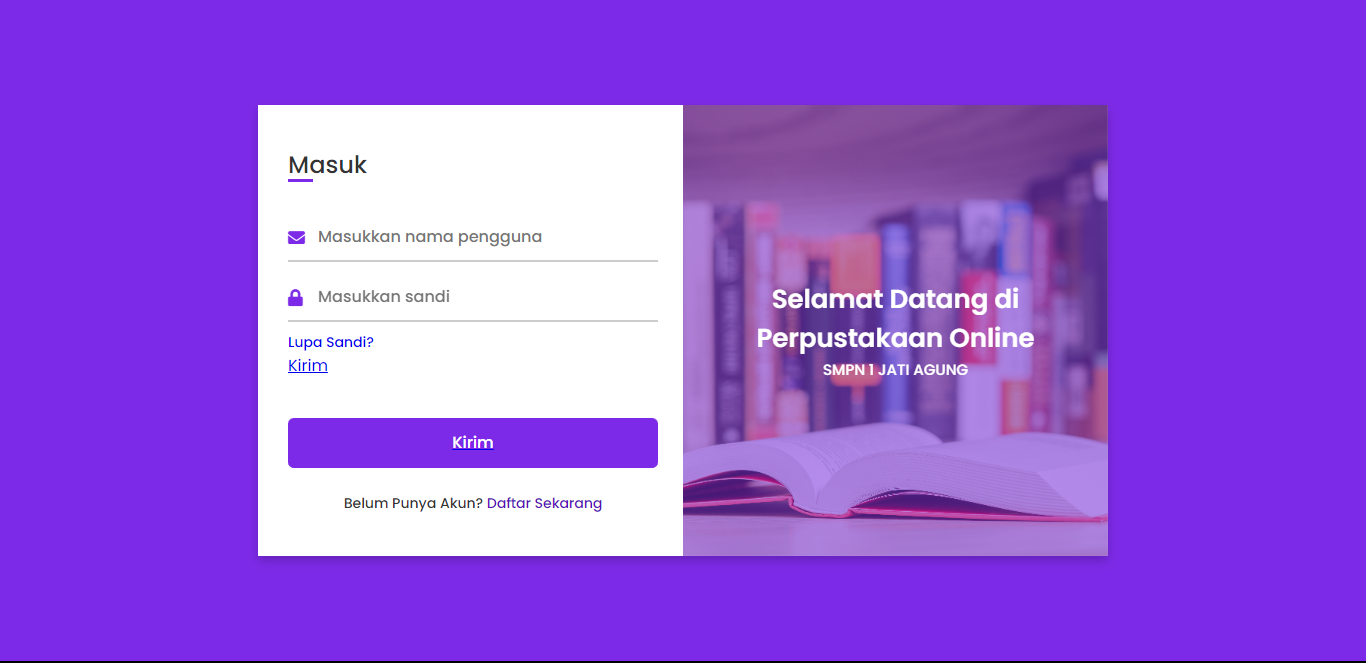 Masuk
Masukkan nama pengguna
Masukkan sandi
Lupa Sandi?
Kirim
Kirim
Belum Punya Akun? Daftar Sekarang
Selamat Datang di
Perpustakaan Online
SMPN 1 JATI AGUNG